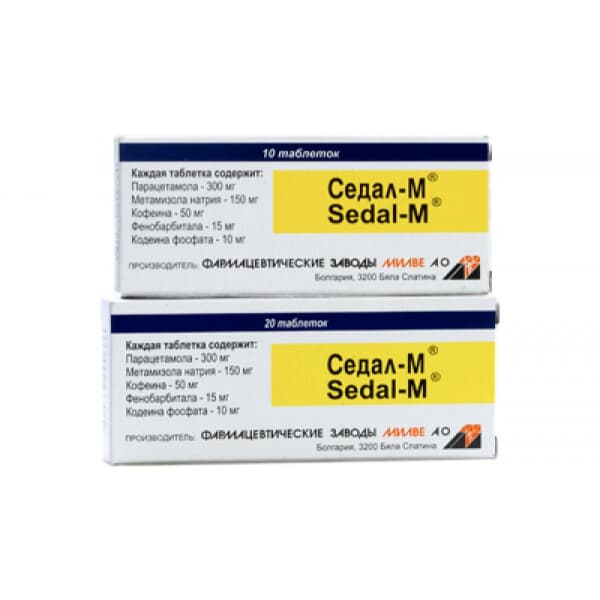 10 таблеток
Каждая таблетка содержит:
Парацетамола - 300 мг
Метамизола натрия - 150 мг
Кофеина - 50 мг
Фенобарбитала - 15 мг
Кодеина фосфата - 10 мг
Седал-М®
Sedal-M®
ПРОИЗВОДИТЕЛЬ: ФАРМАЦЕВТИЧЕСКИЕ ЗАВОДЫ МИЛВЕ АО
Болгария, 3200 Бяла Слатина
20 таблеток
Каждая таблетка содержит:
Парацетамола - 300 мг
Метамизола натрия - 150 мг
Кофеина - 50 мг
Фенобарбитала - 15 мг
Кодеина фосфата - 10 мг
Седал-М®
Sedal-M®
ПРОИЗВОДИТЕЛЬ: ФАРМАЦЕВТИЧЕСКИЕ ЗАВОДЫ МИЛВЕ АО
Болгария, 3200 Бяла Слатина